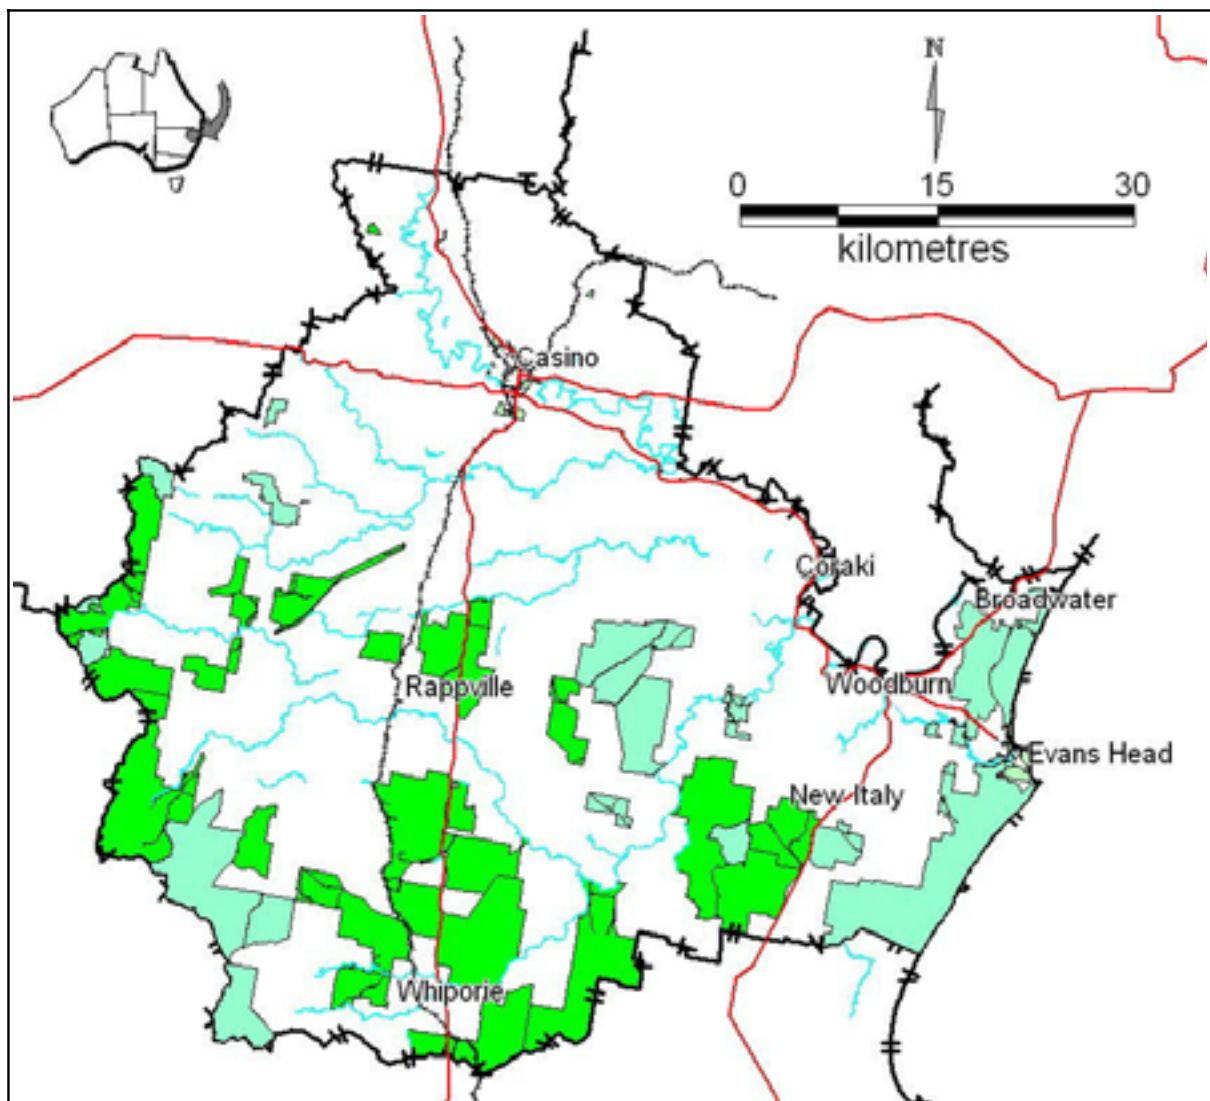 N
0 15 30
kilometres
Casino
Coraki
Broadwater
Rappville
Woodburn
Evans Head
New Italy
Whiporie